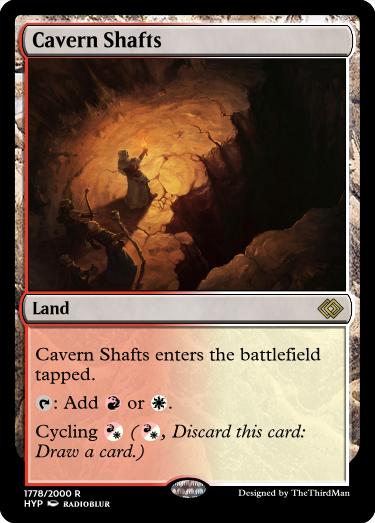 Cavern Shafts
Land
Cavern Shafts enters the battlefield
tapped.
: Add or .
Cycling ( , Discard this card:
Draw a card.)
1778/2000 R
HYP RADIOBLUR
Designed by TheThirdMan